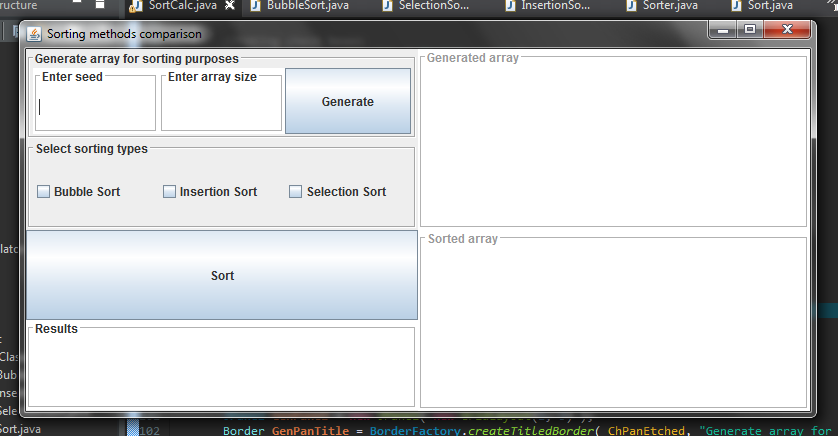 ructure
SortCalc.java
BubbleSort.java
SelectionSo...
InsertionSo...
Sorter.java
Sort.java
Sorting methods comparison
Generate array for sorting purposes
Enter seed
Enter array size
Generate
Generated array
Select sorting types
Bubble Sort
Insertion Sort
Selection Sort
Sorted array
Sort
Results
latc
t
Clas
Bub
nse
Sele
Sort.java
102 Border GenPanTitle = BorderFactory.createTitledBorder( ChPanEtched, "Generate array for